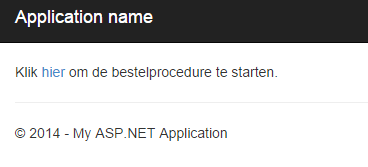 Application name
Klik hier om de bestelprocedure te starten.
© 2014 - My ASP.NET Application